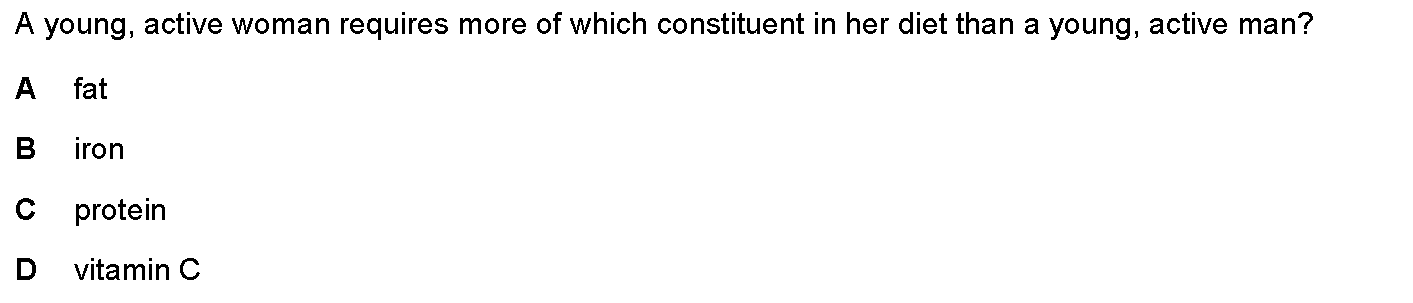 A young, active woman requires more of which constituent in her diet than a young, active man?
A fat
B iron
C protein
D vitamin C